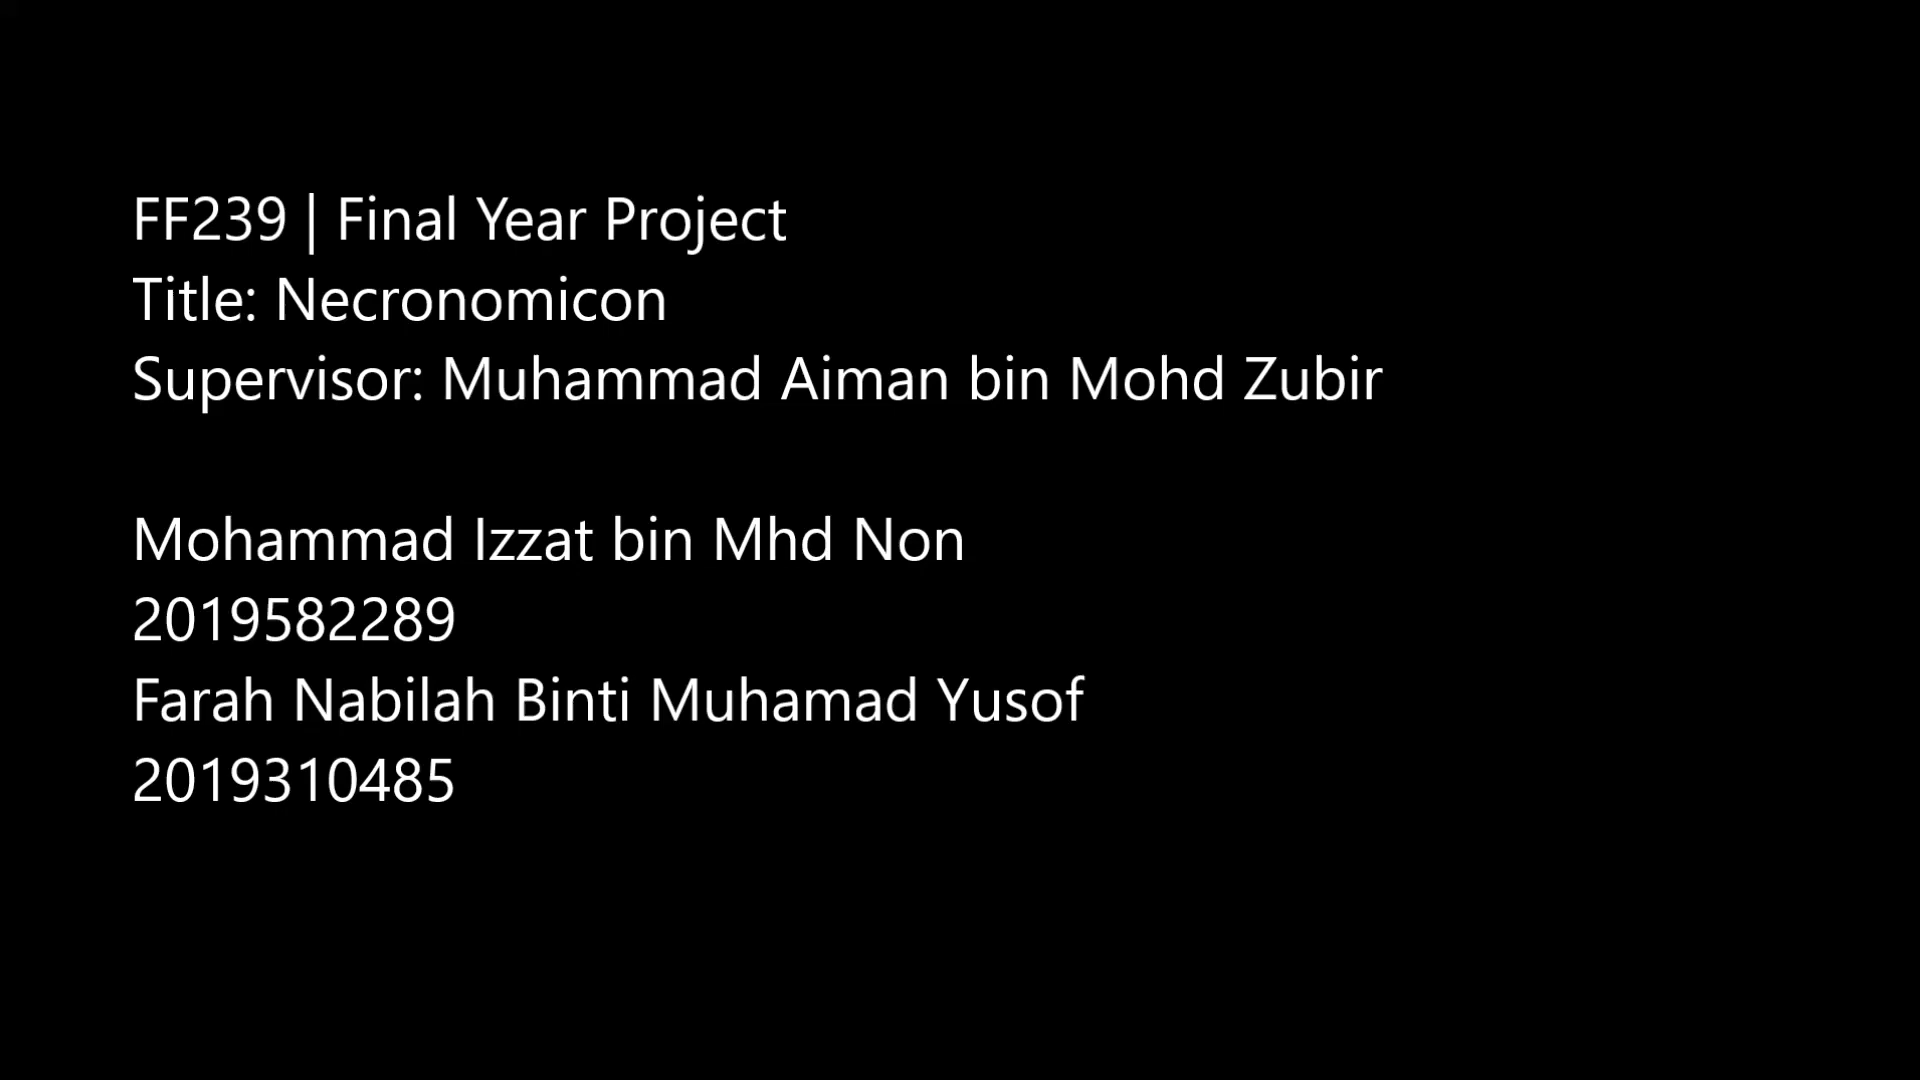 FF239 | Final Year Project
Title: Necronomicon
Supervisor: Muhammad Aiman bin Mohd Zubir
Mohammad Izzat bin Mhd Non
2019582289
Farah Nabilah Binti Muhamad Yusof
2019310485